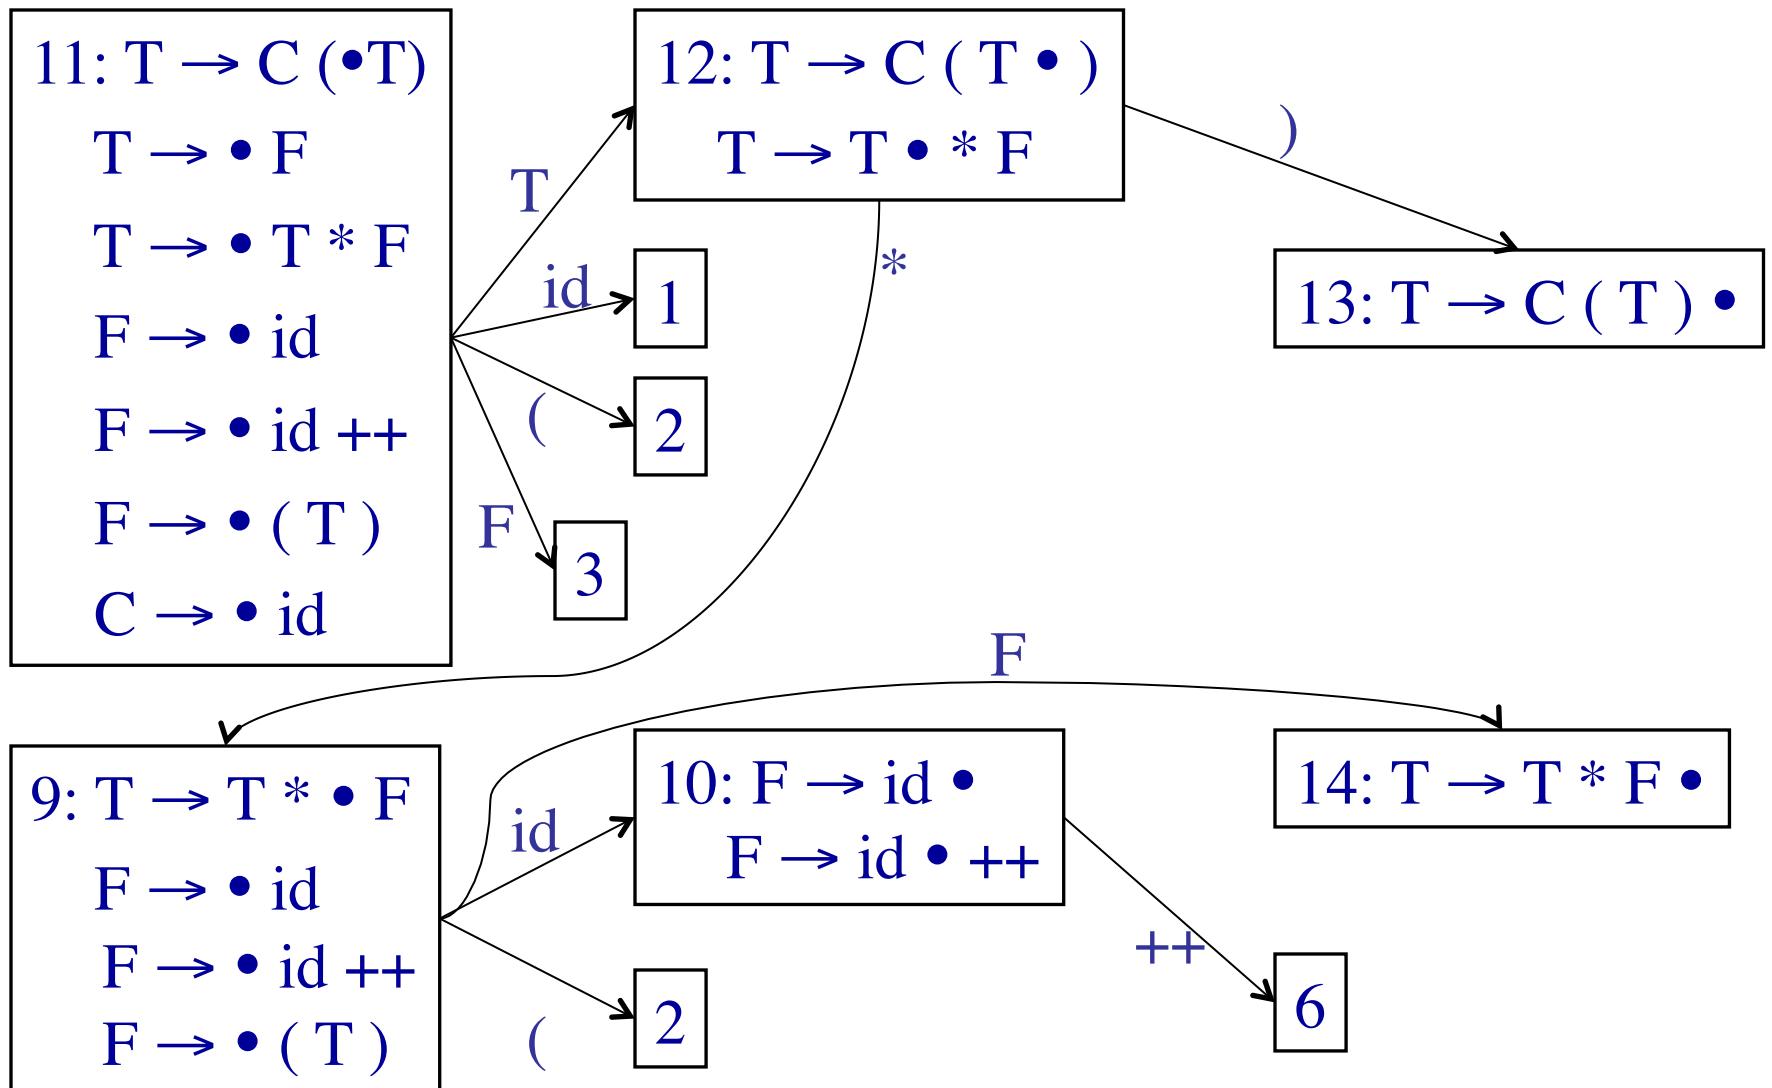 11: T → C (•T)
T → • F
T → • T * F
F → • id
F → • id ++
F → • ( T )
C → • id
T
id
(
F
12: T → C ( T • )
T → T • * F
1
2
3
)
*
13: T → C ( T ) •
F
9: T → T * • F
F → • id
F → • id ++
F → • ( T )
id
(
10: F → id •
F → id • ++
2
++
14: T → T * F •
6